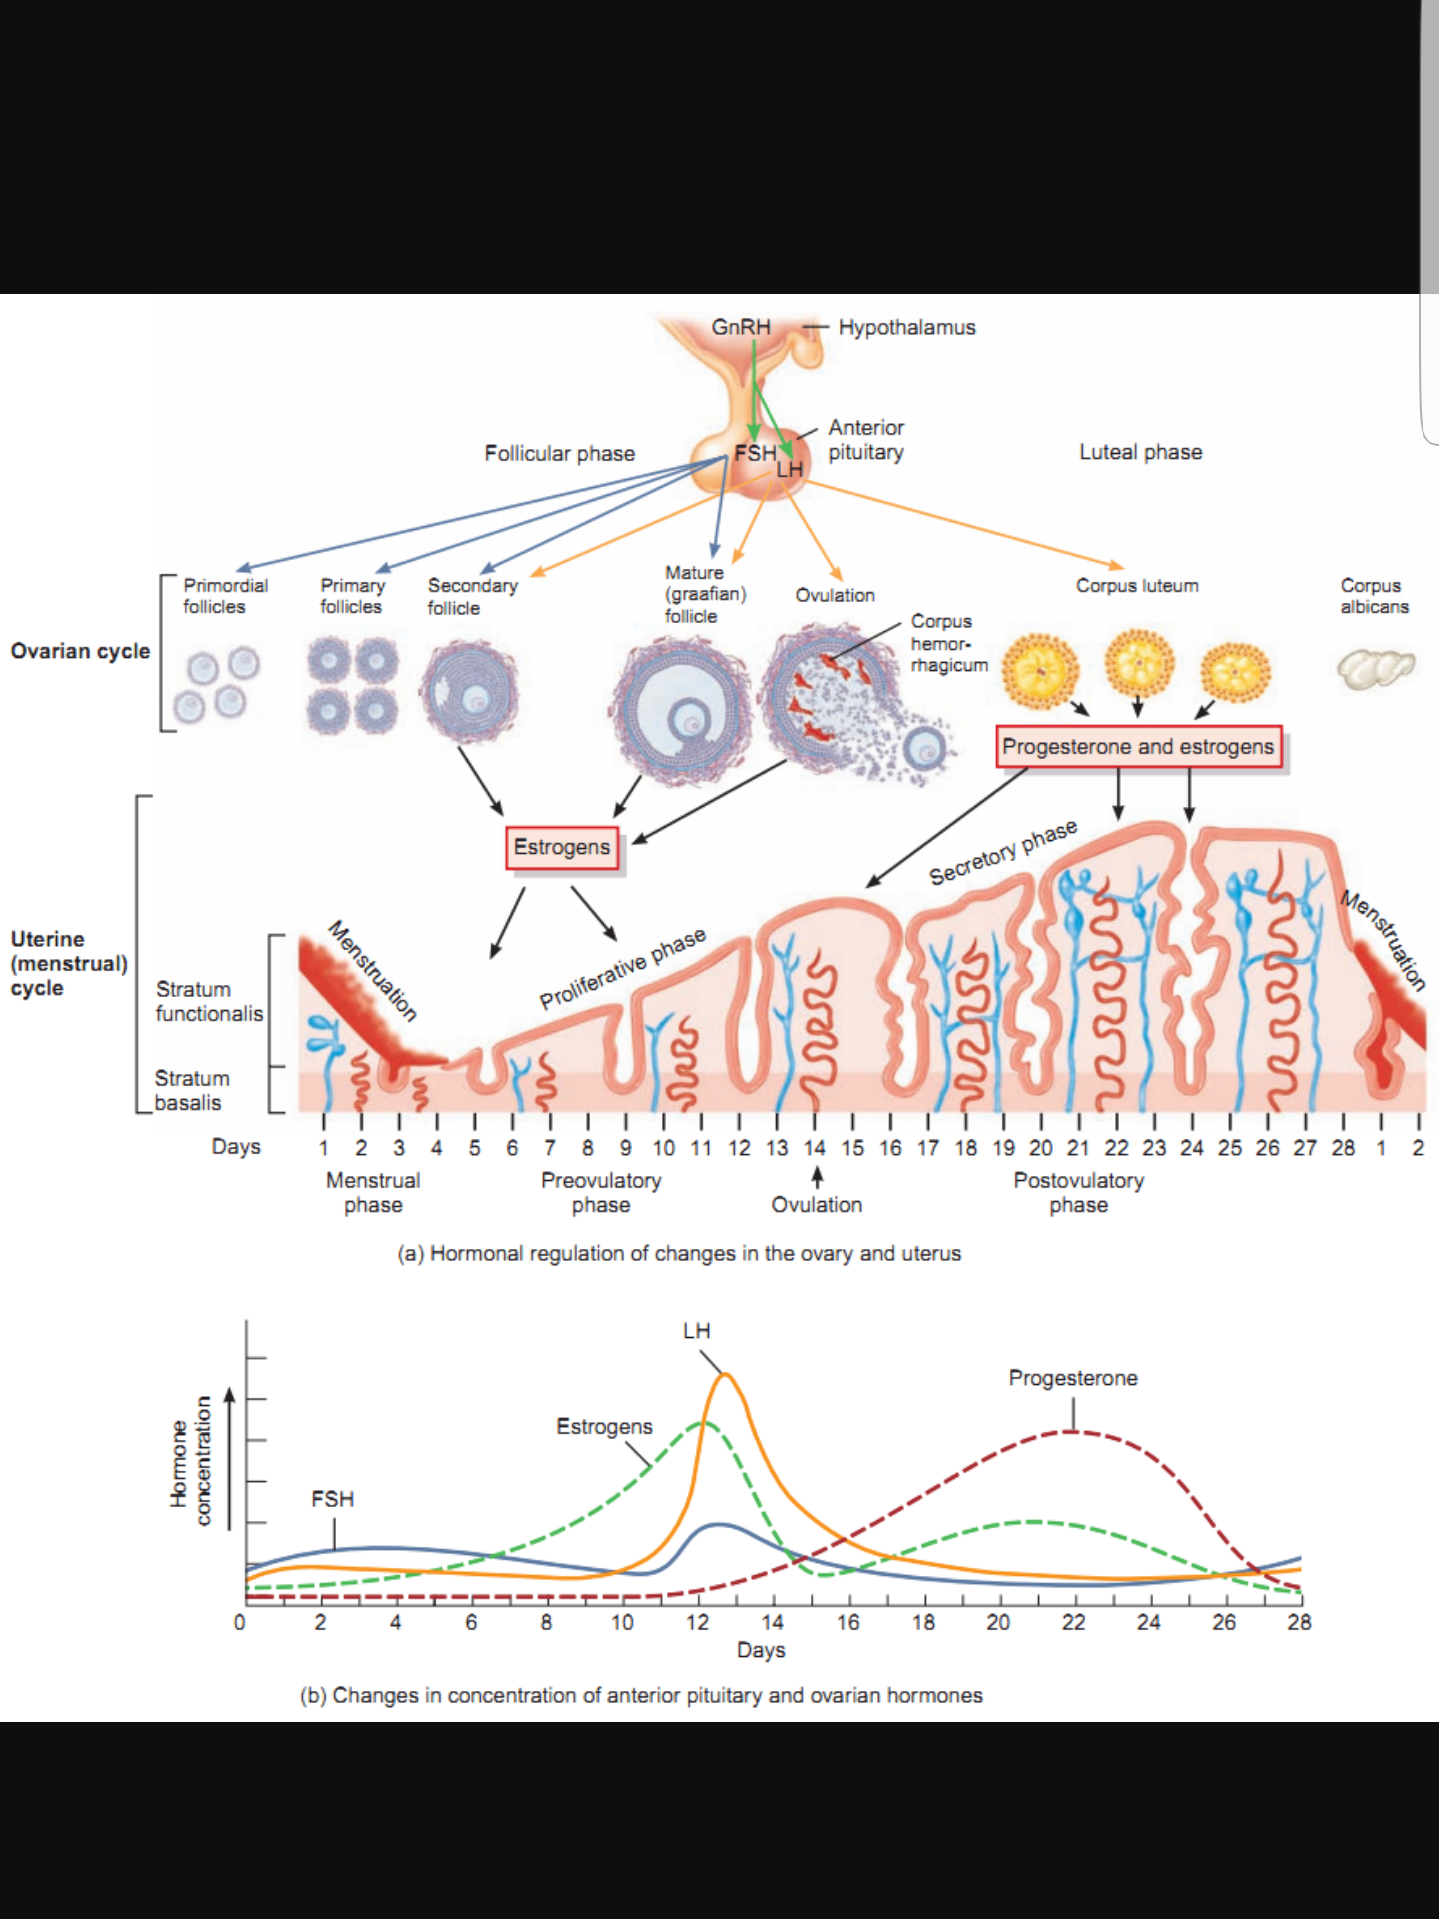 GnRH
Hypothalamus
Anterior
pituitary
FSH
LH
Follicular phase
Luteal phase
Primordial
follicles
Primary
follicles
Secondary
follicle
Mature
(graafian)
follicle
Ovulation
Corpus
hemor-
rhagicum
Corpus luteum
Corpus
albicans
Ovarian cycle
Progesterone and estrogens
Estrogens
Uterine
(menstrual)
cycle
Stratum
functionalis
Stratum
basalis
Menstruation
Proliferative phase
Secretory phase
Menstruation
Days 1 2 3 4 5 6 7 8 9 10 11 12 13 14 15 16 17 18 19 20 21 22 23 24 25 26 27 28 1 2
Menstrual
phase
Preovulatory
phase
Ovulation
Postovulatory
phase
(a) Hormonal regulation of changes in the ovary and uterus
Hormone
concentration
FSH
Estrogens
LH
Progesterone
0 2 4 6 8 10 12 14 16 18 20 22 24 26 28
Days
(b) Changes in concentration of anterior pituitary and ovarian hormones